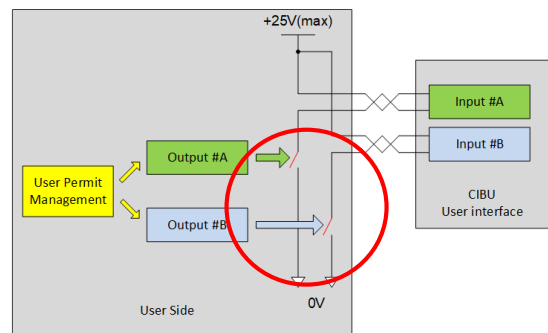 +25V(max)
Input #A
Input #B
CIBU
User interface
Output #A
User Permit
Management
Output #B
0V
User Side